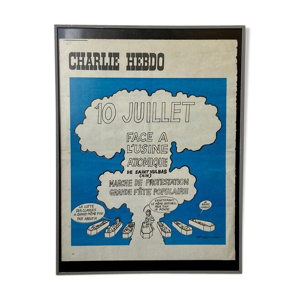 CHARLIE HEBDO
10 JUILLET
FACE A
L'USINE
ATOMIQUE
DE SAINT VULBAS
(AIN)
MARCHE DE PROTESTATION
GRANDE FÊTE POPULAIRE